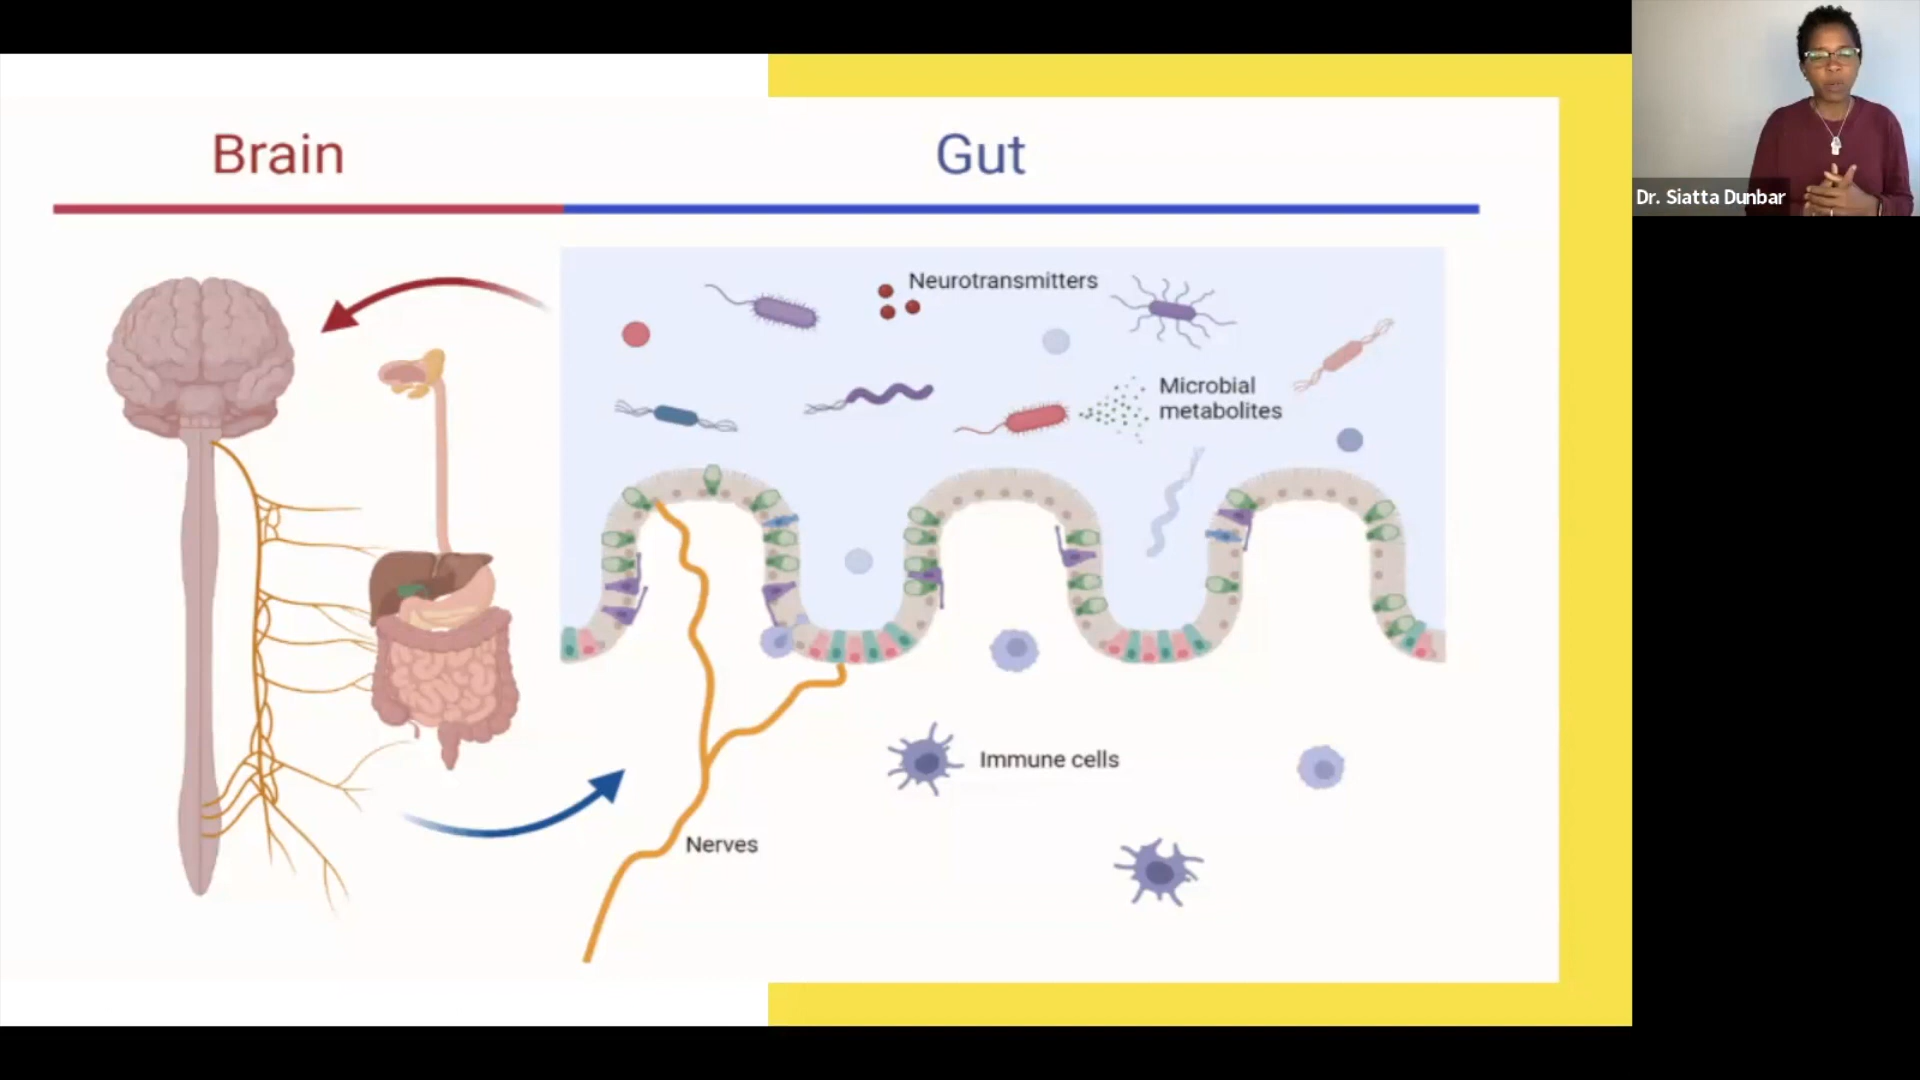 Brain
Gut
Neurotransmitters
Microbial
metabolites
Immune cells
Nerves
Dr. Siatta Dunbar